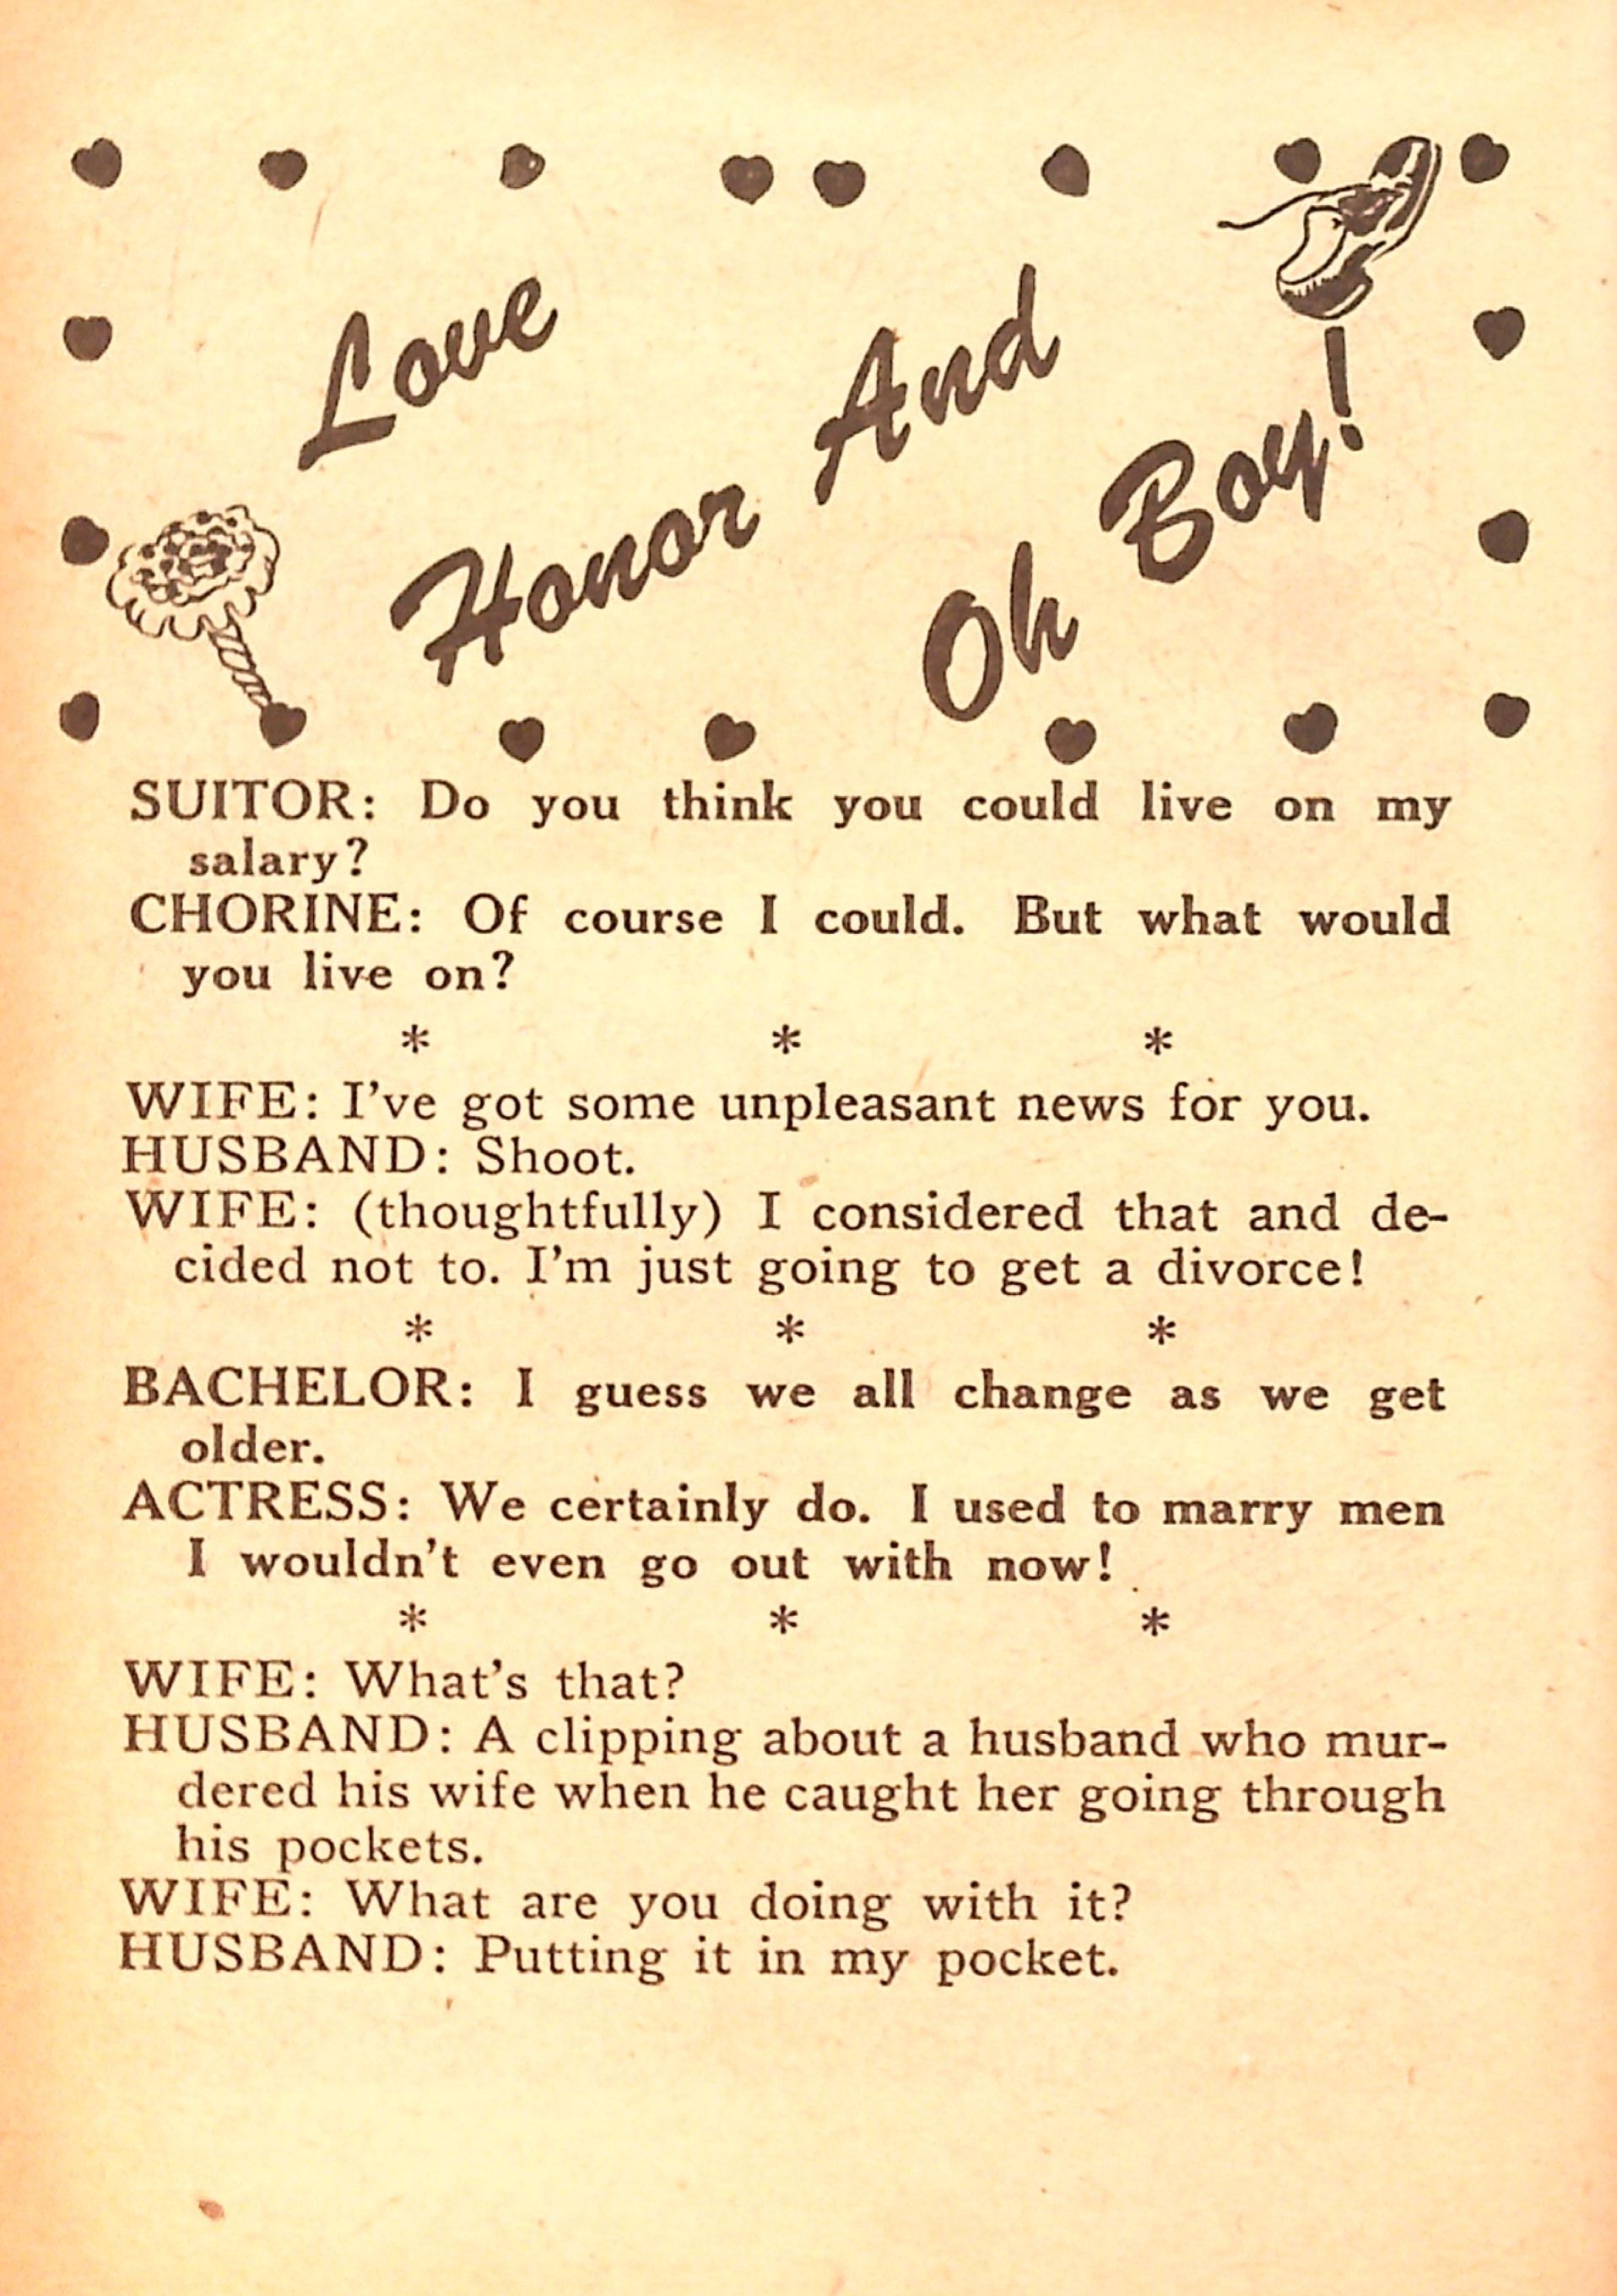 Love
Honor And
Oh Boy!
SUITOR: Do you think you could live on my
salary?
CHORINE: Of course I could. But what would
you live on?
* * *
WIFE: I've got some unpleasant news for you.
HUSBAND: Shoot.
WIFE: (thoughtfully) I considered that and de-
cided not to. I'm just going to get a divorce!
* * *
BACHELOR: I guess we all change as we get
older.
ACTRESS: We certainly do. I used to marry men
I wouldn't even go out with now!
* * *
WIFE: What's that?
HUSBAND: A clipping about a husband who mur-
dered his wife when he caught her going through
his pockets.
WIFE: What are you doing with it?
HUSBAND: Putting it in my pocket.